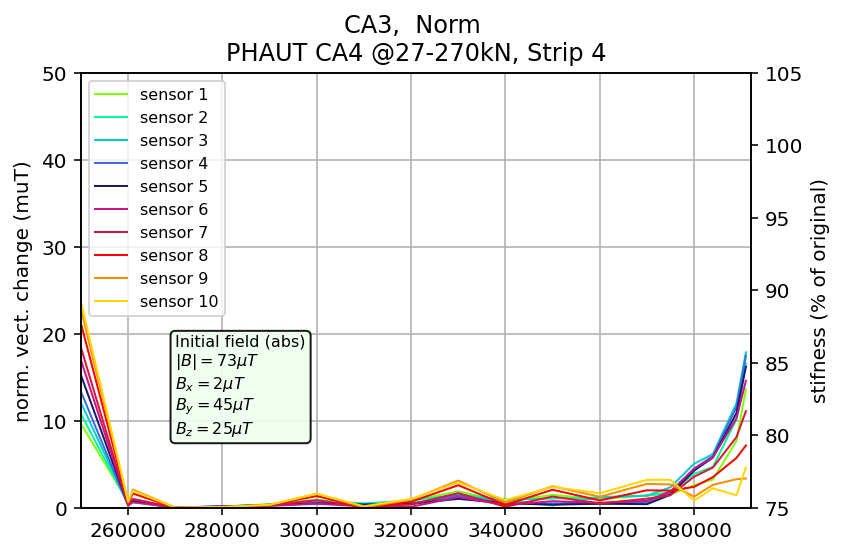 CA3,  Norm
PHAUT CA4 @27-270kN, Strip 4
norm. vect. change (muT)
50
40
30
20
10
0
sensor 1
sensor 2
sensor 3
sensor 4
sensor 5
sensor 6
sensor 7
sensor 8
sensor 9
sensor 10
Initial field (abs)
|B| = 73μT
Bₓ = 2μT
B_y = 45μT
B_z = 25μT
105
100
95
90
85
80
75
stifness (% of original)
260000 280000 300000 320000 340000 360000 380000